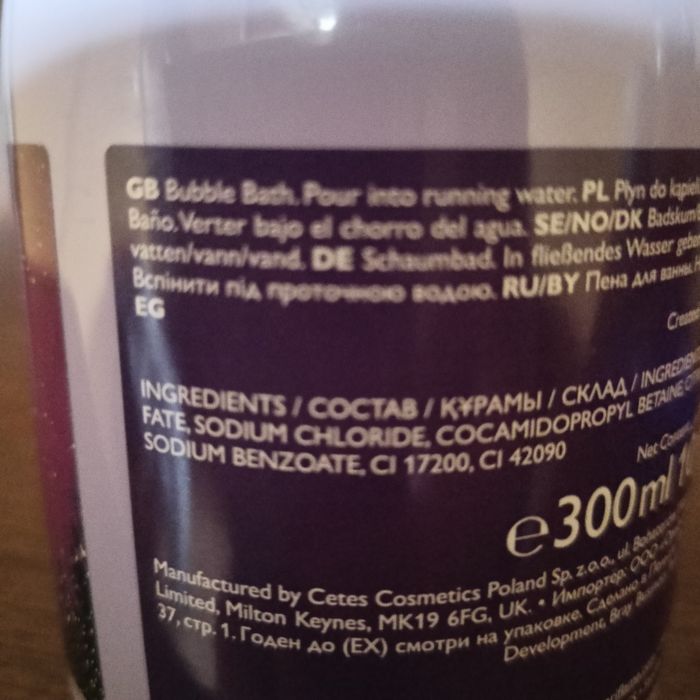 GB Bubble Bath. Pour into running water. PL Płyn do kąpieli
Baño. Verter bajo el chorro del agua. SE/NO/DK Badskum
vatten/vann/vand. DE Schaumbad. In fließendes Wasser
Вспінити під проточною водою. RU/BY Пена для ванны.
EG
INGREDIENTS / СОСТАВ / ҚҰРАМЫ / СКЛАД /
FATE, SODIUM CHLORIDE, COCAMIDOPROPYL BETAINE,
SODIUM BENZOATE, CI 17200, CI 42090
℮300ml
Manufactured by Cetes Cosmetics Poland Sp. z.o.o., ul.
Limited, Milton Keynes, MK19 6FG, UK. • Импортер: ООО
37, стр. 1. Годен до (EX) смотри на упаковке. Сделано в
Development, Bray